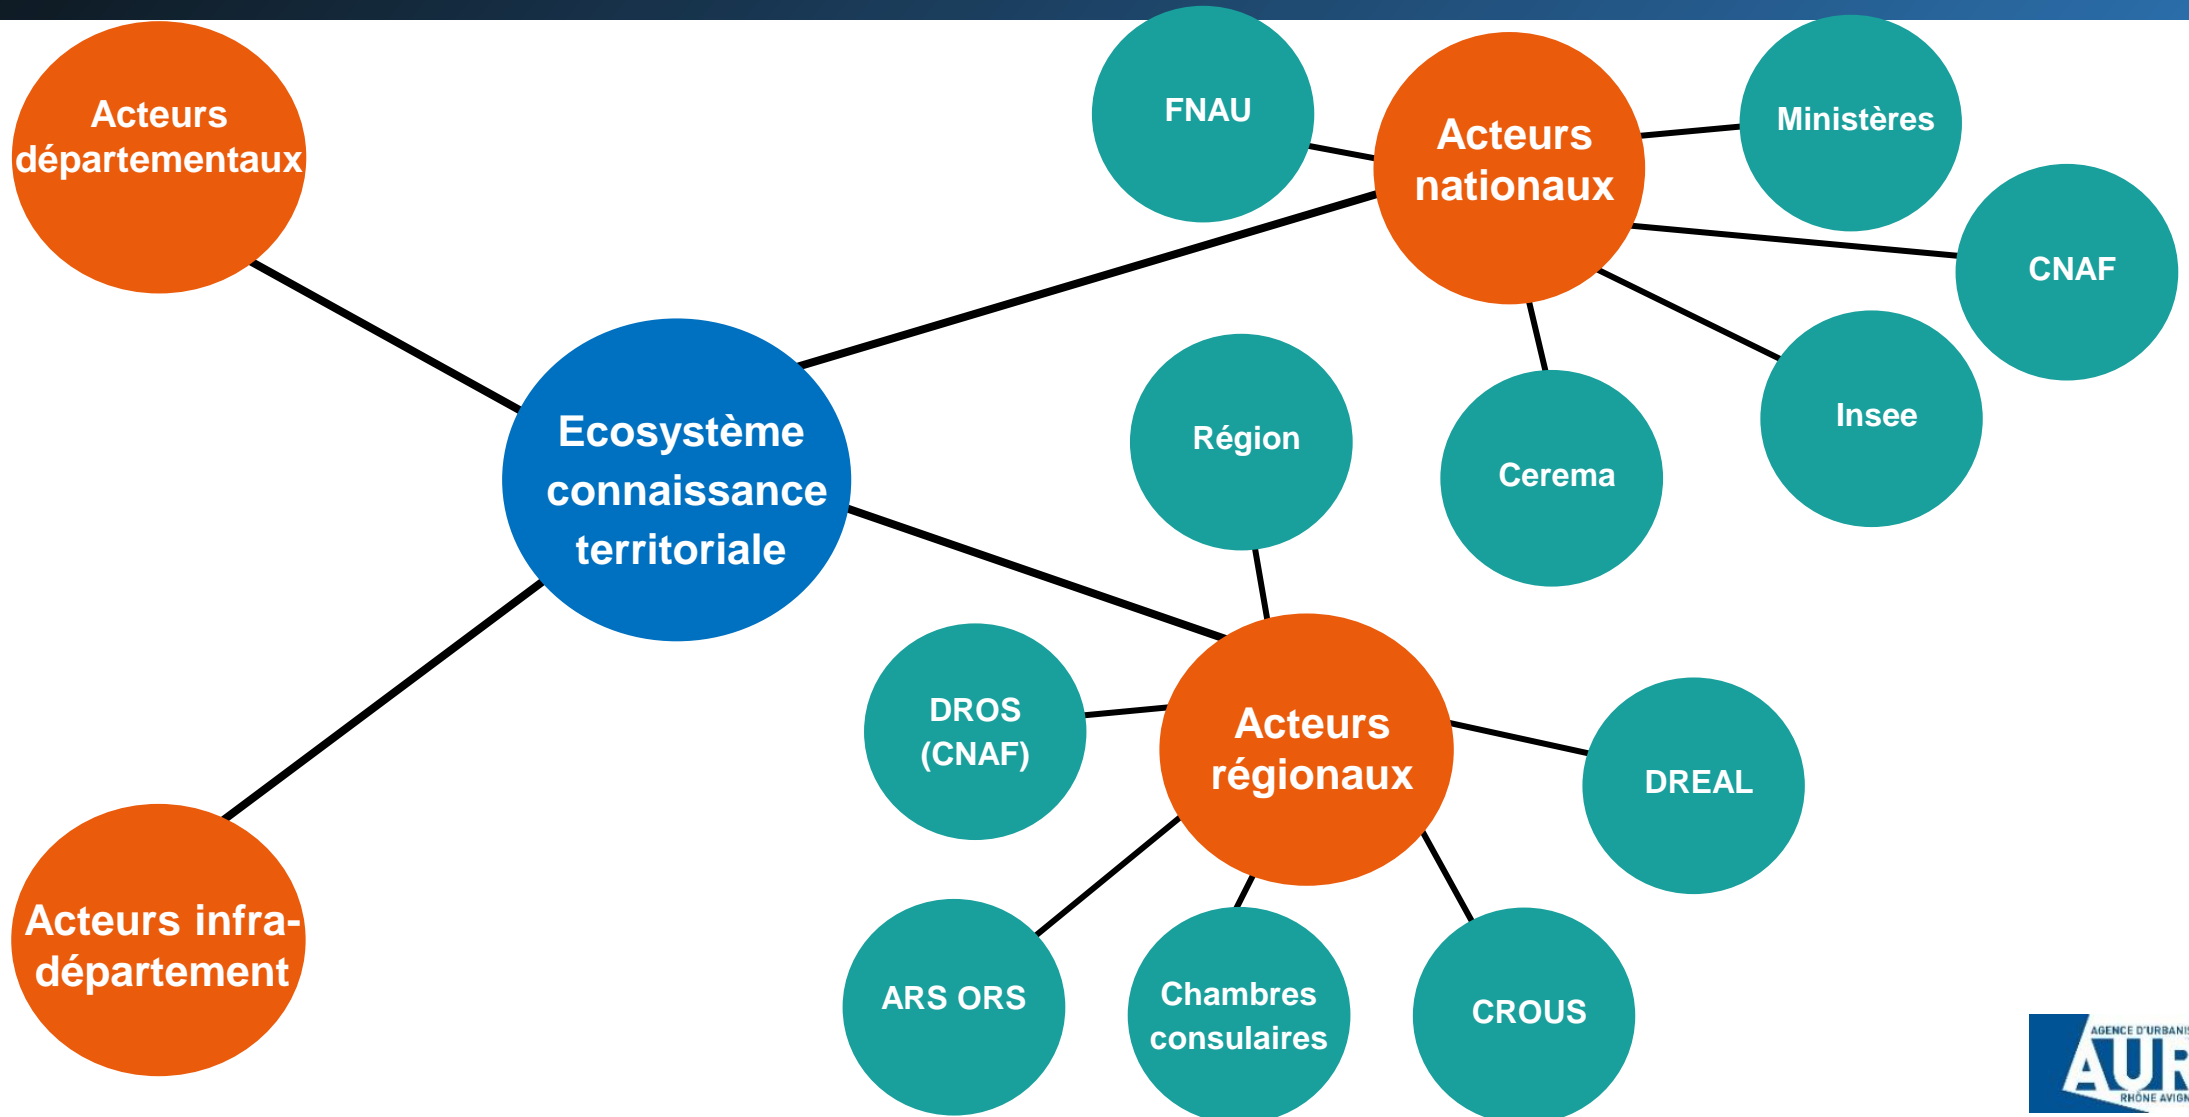 Acteurs
départementaux
FNAU
Acteurs
nationaux
Ministères
CNAF
Insee
Cerema
Ecosystème
connaissance
territoriale
Région
DROS
(CNAF)
Acteurs
régionaux
DREAL
Acteurs infra-
département
ARS ORS
Chambres
consulaires
CROUS
AGENCE D'URBANIS
AUR
RHÔNE AVIGN